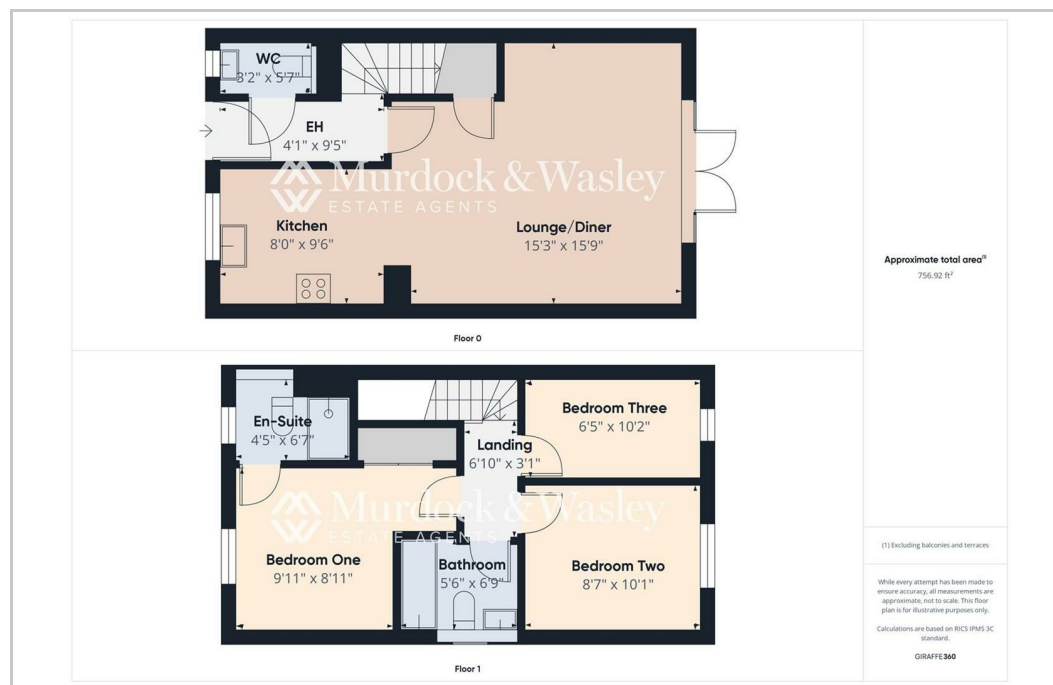 WC
3'2" x 5'7"
EH
4'1" x 9'5"
Murdock & Wasley
ESTATE AGENTS
Kitchen
8'0" x 9'6"
Lounge/Diner
15'3" x 15'9"
Floor 0
En-Suite
4'5" x 6'7"
Landing
6'10" x 3'1"
Bedroom Three
6'5" x 10'2"
Murdock & Wasley
ESTATE AGENTS
Bedroom One
9'11" x 8'11"
Bathroom
5'6" x 6'9"
Bedroom Two
8'7" x 10'1"
Floor 1
Approximate total area⁽¹⁾
756.92 ft²
(1) Excluding balconies and terraces
While every attempt has been made to
ensure accuracy, all measurements are
approximate, not to scale. This floor
plan is for illustrative purposes only.
Calculations are based on RICS IPMS 3C
standard.
GIRAFFE360